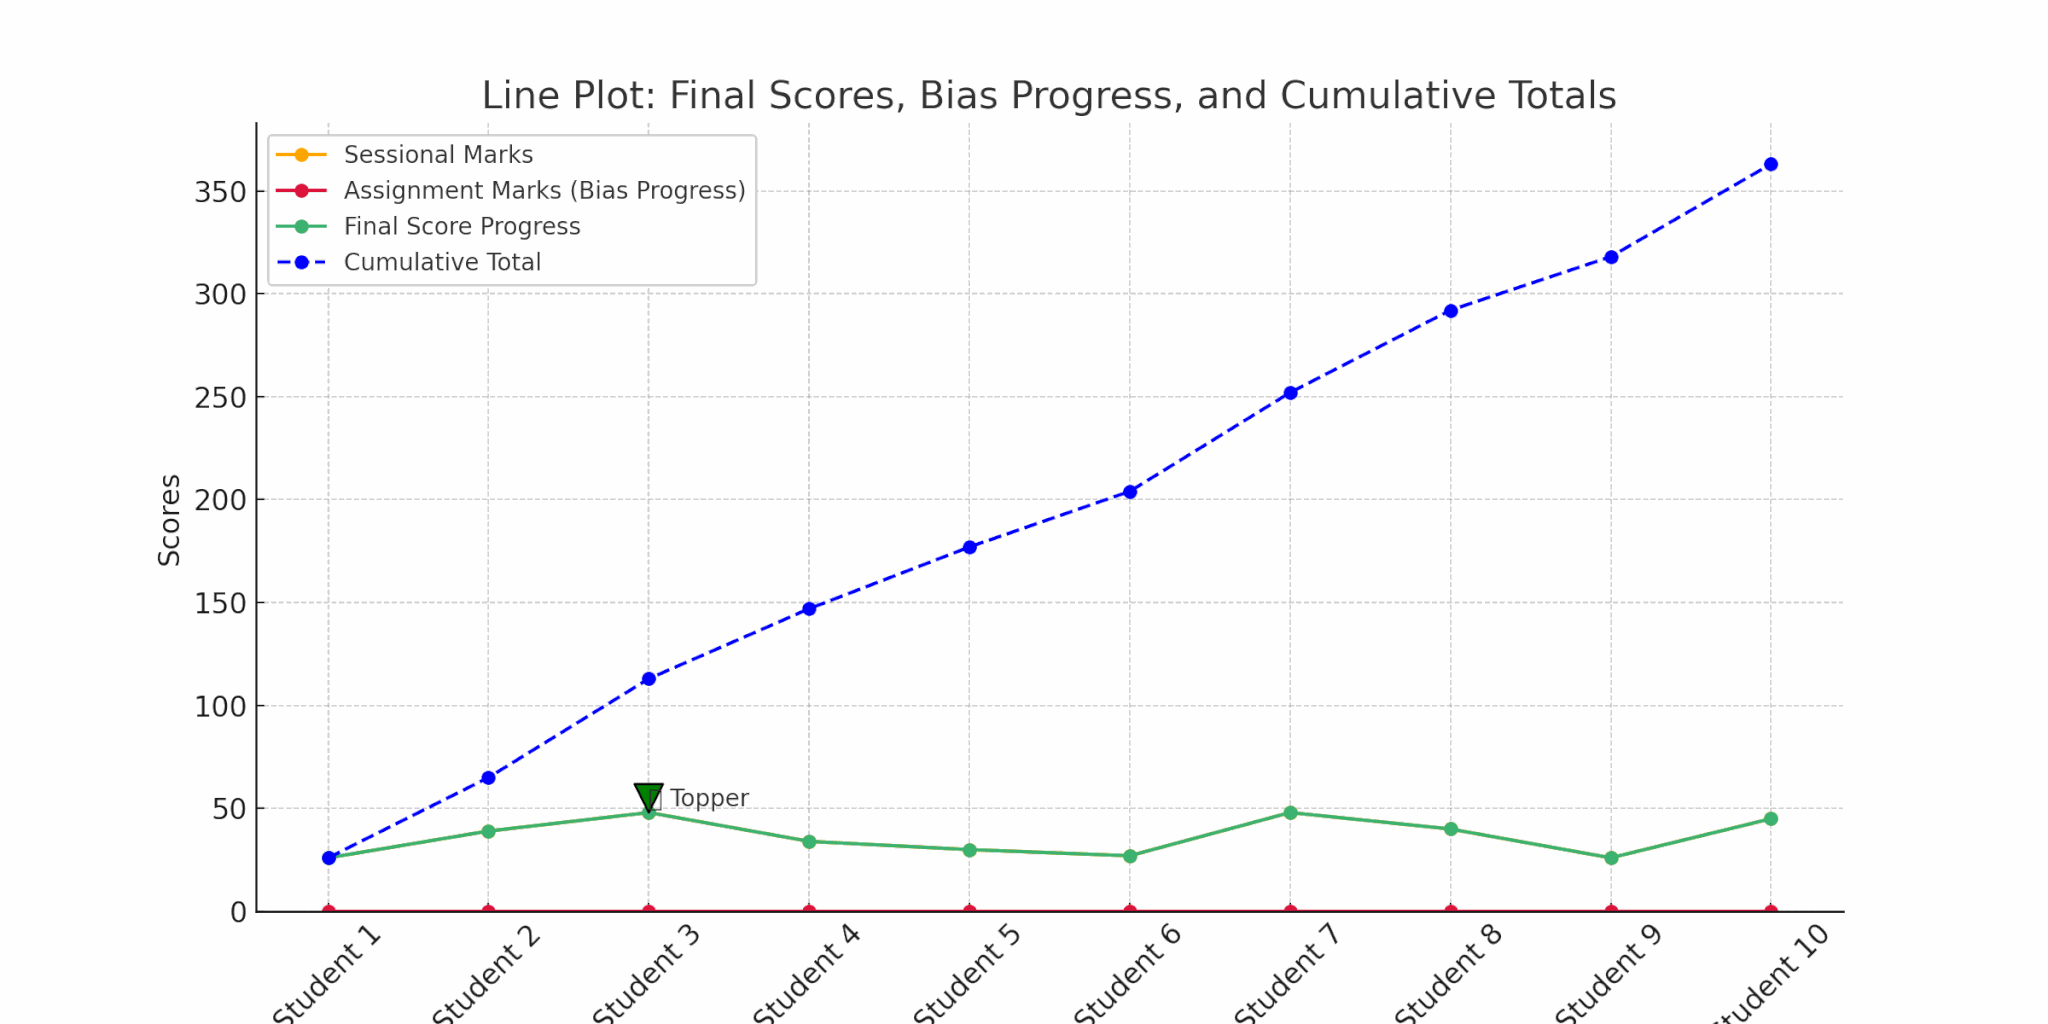 Line Plot: Final Scores, Bias Progress, and Cumulative Totals
Sessional Marks
Assignment Marks (Bias Progress)
Final Score Progress
Cumulative Total
Scores
350
300
250
200
150
100
50
0
Topper
Student 1
Student 2
Student 3
Student 4
Student 5
Student 6
Student 7
Student 8
Student 9
Student 10